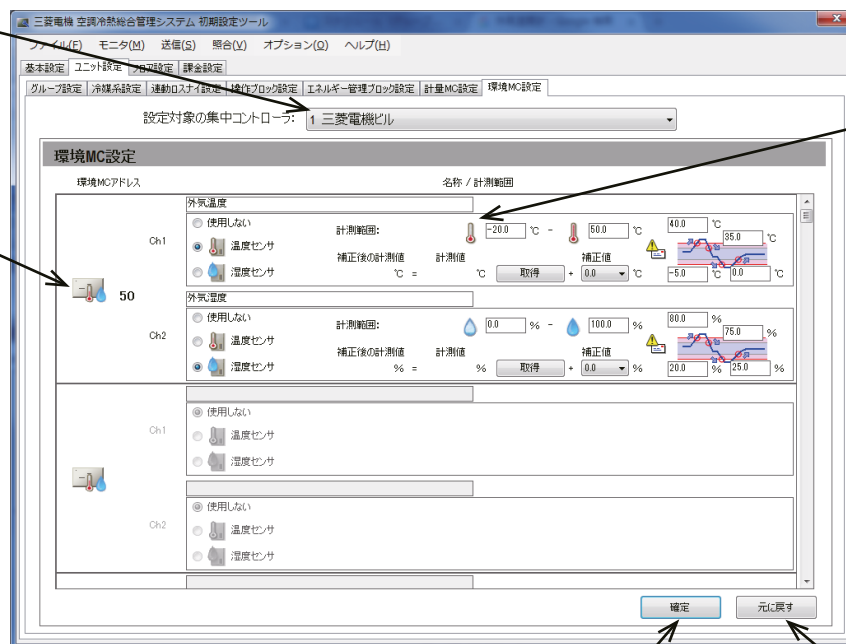 三菱電機 空調冷熱総合管理システム 初期設定ツール
ファイル(F) モニタ(M) 送信(S) 照合(V) オプション(O) ヘルプ(H)
基本設定 ユニット設定 フロア設定 課金設定
グループ設定 冷媒系設定 連動ロスナイ設定 操作ブロック設定 エネルギー管理ブロック設定 計量MC設定 環境MC設定
設定対象の集中コントローラ: 1 三菱電機ビル
環境MC設定
環境MCアドレス 名称 / 計測範囲
外気温度
使用しない
Ch1
温度センサ
湿度センサ
計測範囲: -20.0 ℃ - 50.0 ℃
補正後の計測値 計測値 補正値
℃ = ℃ 取得 + 0.0 ℃
40.0 ℃ 35.0 ℃
-5.0 ℃ 0.0 ℃
50
外気湿度
使用しない
Ch2
温度センサ
湿度センサ
計測範囲: 0.0 % - 100.0 %
補正後の計測値 計測値 補正値
% = % 取得 + 0.0 %
80.0 % 75.0 %
20.0 % 25.0 %
使用しない
Ch1
温度センサ
湿度センサ
使用しない
Ch2
温度センサ
湿度センサ
確定 元に戻す